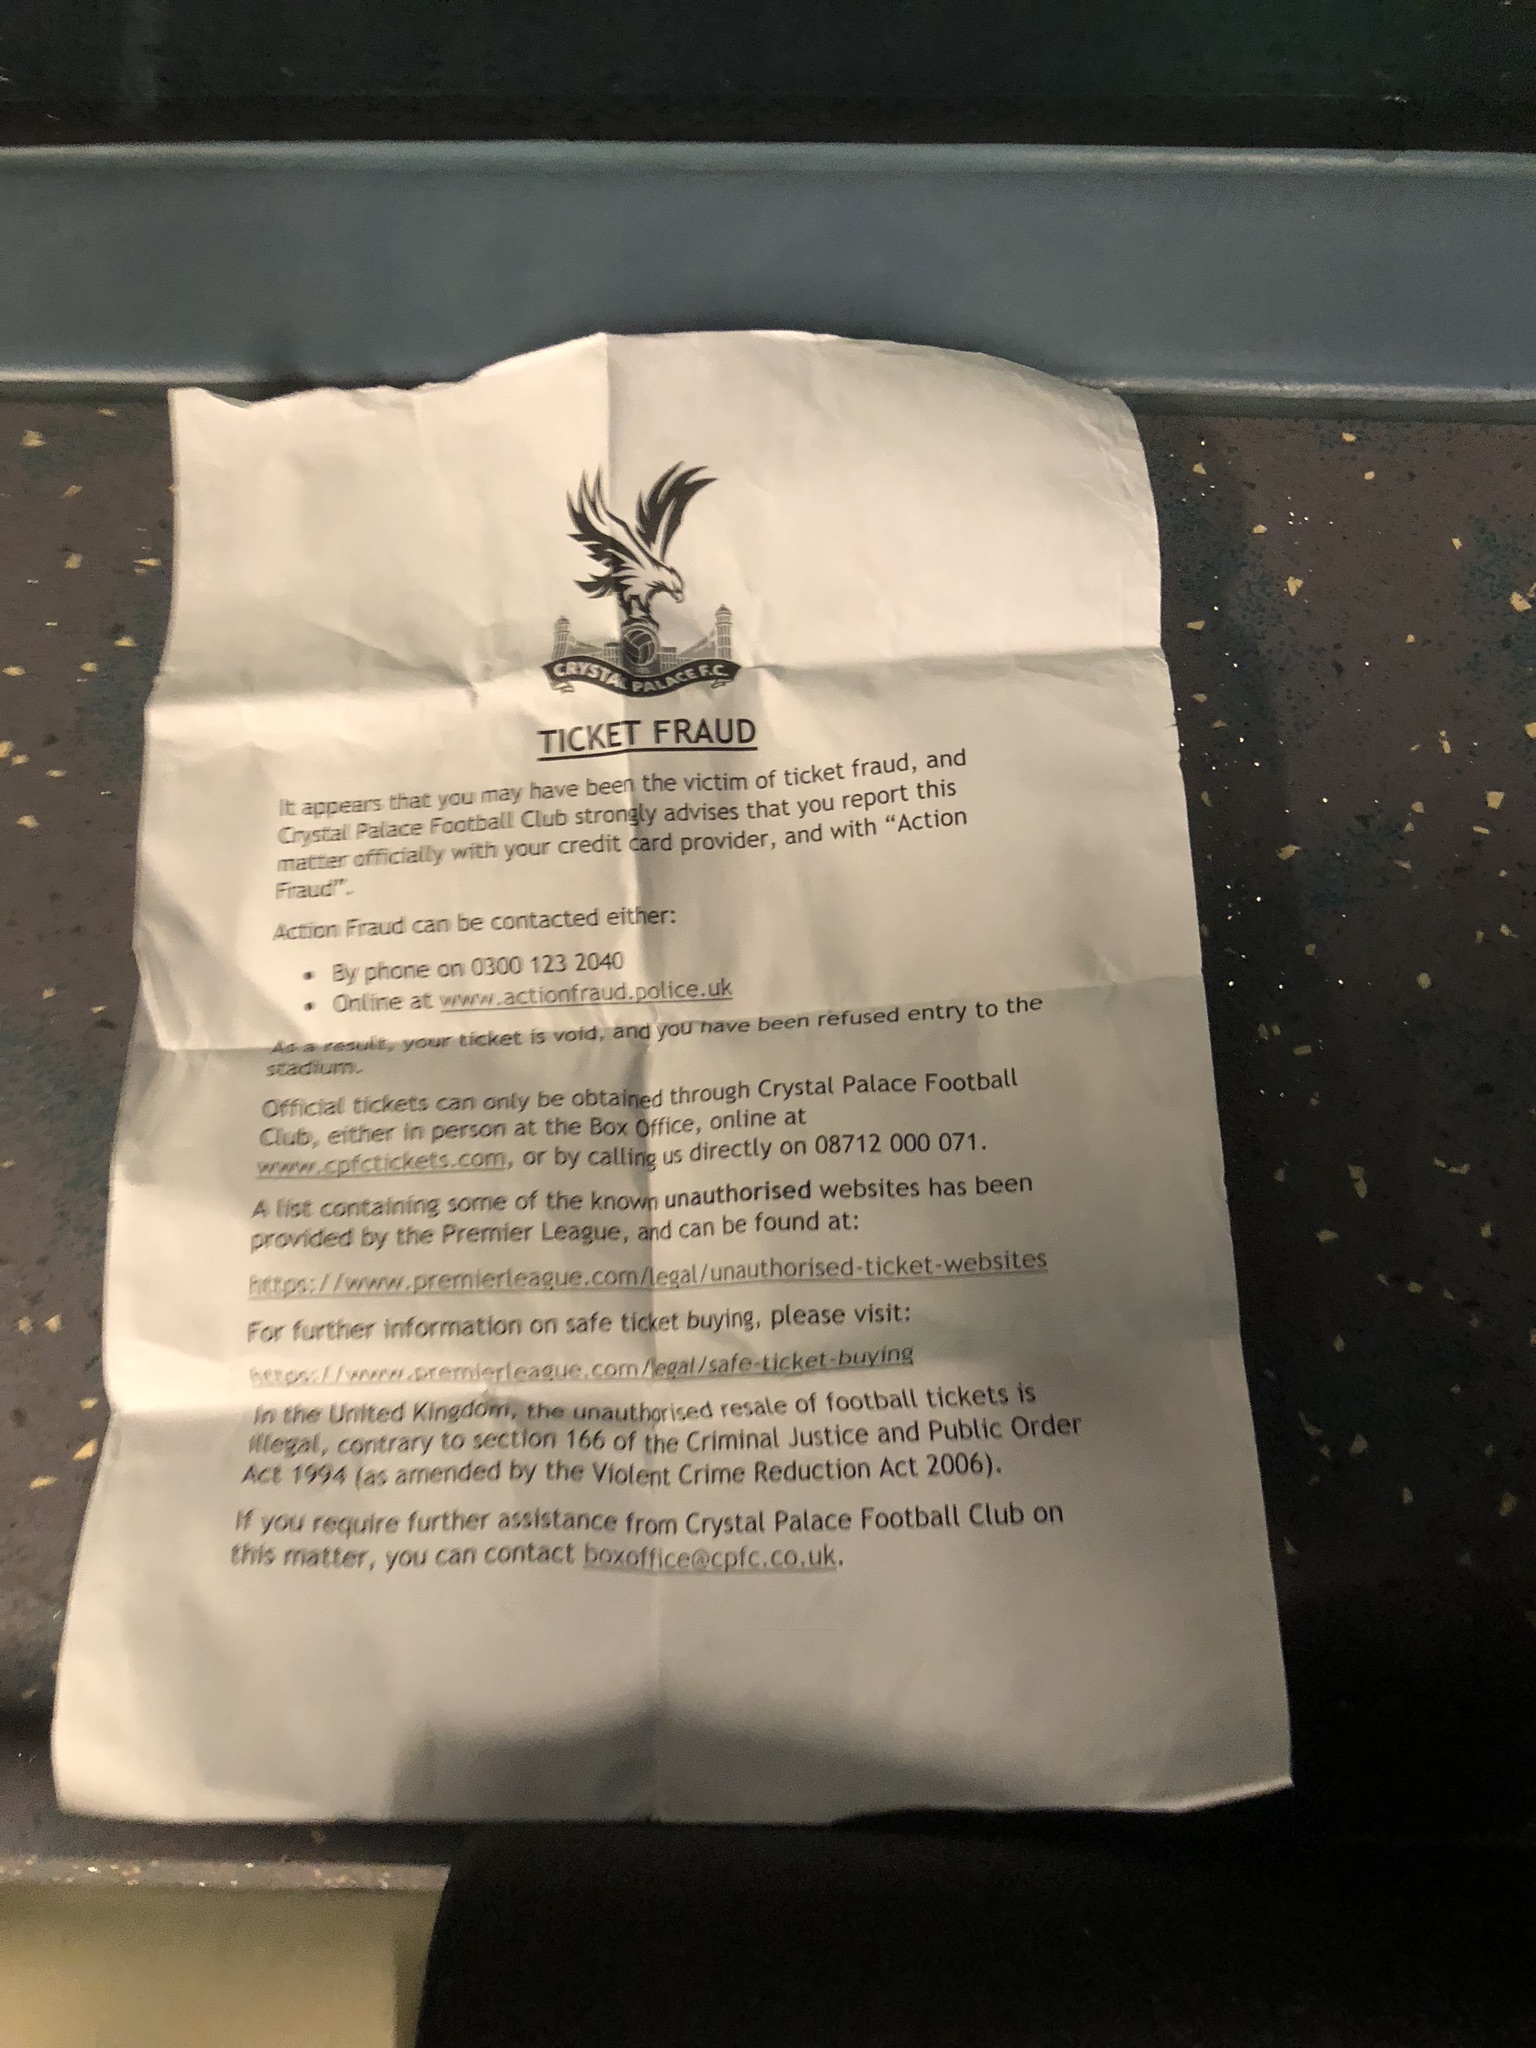 CRYSTAL PALACE F.C.
TICKET FRAUD
It appears that you may have been the victim of ticket fraud, and
Crystal Palace Football Club strongly advises that you report this
matter officially with your credit card provider, and with “Action
Fraud”.
Action Fraud can be contacted either:
• By phone on 0300 123 2040
• Online at www.actionfraud.police.uk
As a result, your ticket is void, and you have been refused entry to the
stadium.
Official tickets can only be obtained through Crystal Palace Football
Club, either in person at the Box Office, online at
www.cpfctickets.com, or by calling us directly on 08712 000 071.
A list containing some of the known unauthorised websites has been
provided by the Premier League, and can be found at:
https://www.premierleague.com/legal/unauthorised-ticket-websites
For further information on safe ticket buying, please visit:
https://www.premierleague.com/legal/safe-ticket-buying
In the United Kingdom, the unauthorised resale of football tickets is
illegal, contrary to section 166 of the Criminal Justice and Public Order
Act 1994 (as amended by the Violent Crime Reduction Act 2006).
If you require further assistance from Crystal Palace Football Club on
this matter, you can contact boxoffice@cpfc.co.uk.